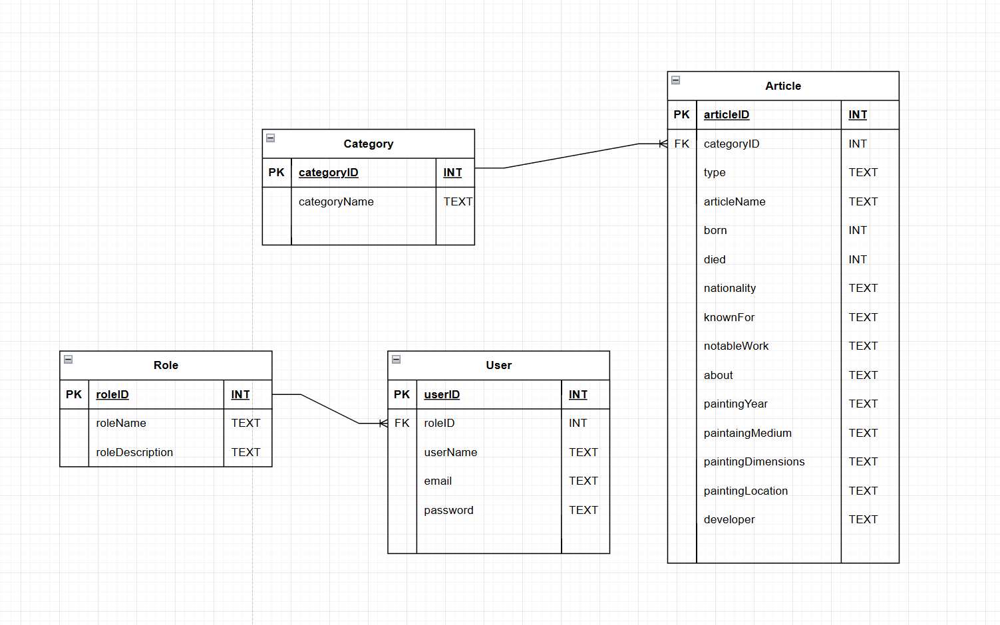 Article
PK articleID INT
FK categoryID INT
type TEXT
articleName TEXT
born INT
died INT
nationality TEXT
knownFor TEXT
notableWork TEXT
about TEXT
paintingYear TEXT
paintaingMedium TEXT
paintingDimensions TEXT
paintingLocation TEXT
developer TEXT
Category
PK categoryID INT
categoryName TEXT
Role
PK roleID INT
roleName TEXT
roleDescription TEXT
User
PK userID INT
FK roleID INT
userName TEXT
email TEXT
password TEXT